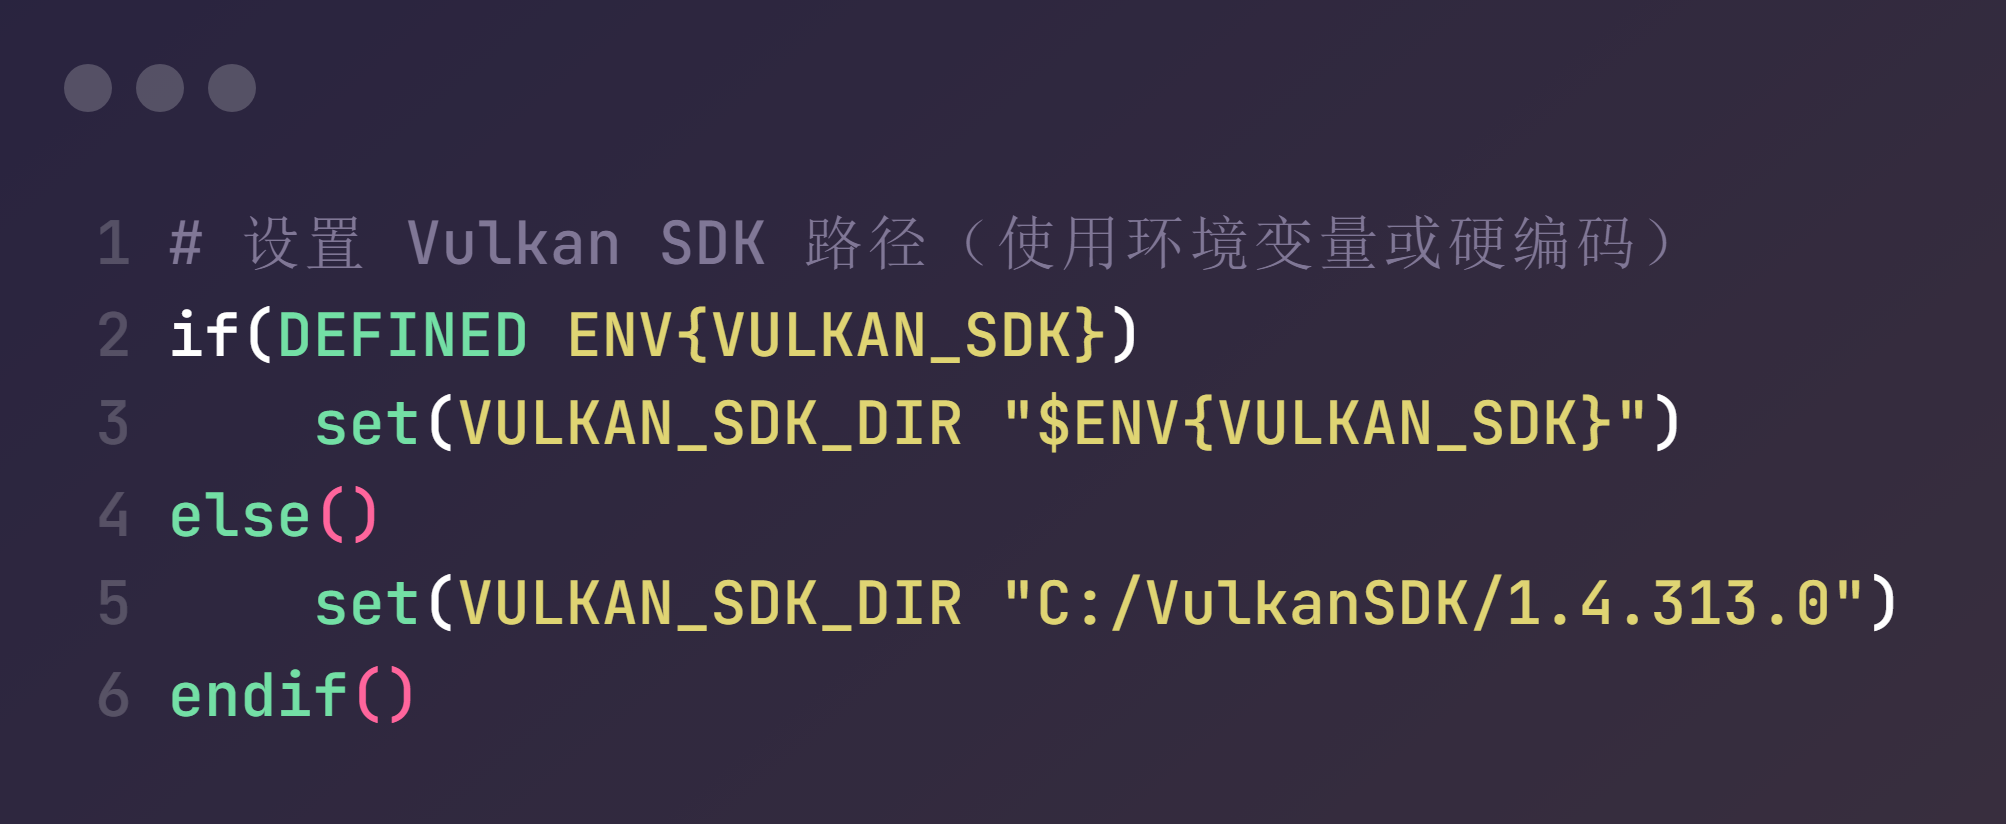 1 # 设置 Vulkan SDK 路径（使用环境变量或硬编码）
2 if(DEFINED ENV{VULKAN_SDK})
3     set(VULKAN_SDK_DIR "$ENV{VULKAN_SDK}")
4 else()
5     set(VULKAN_SDK_DIR "C:/VulkanSDK/1.4.313.0")
6 endif()